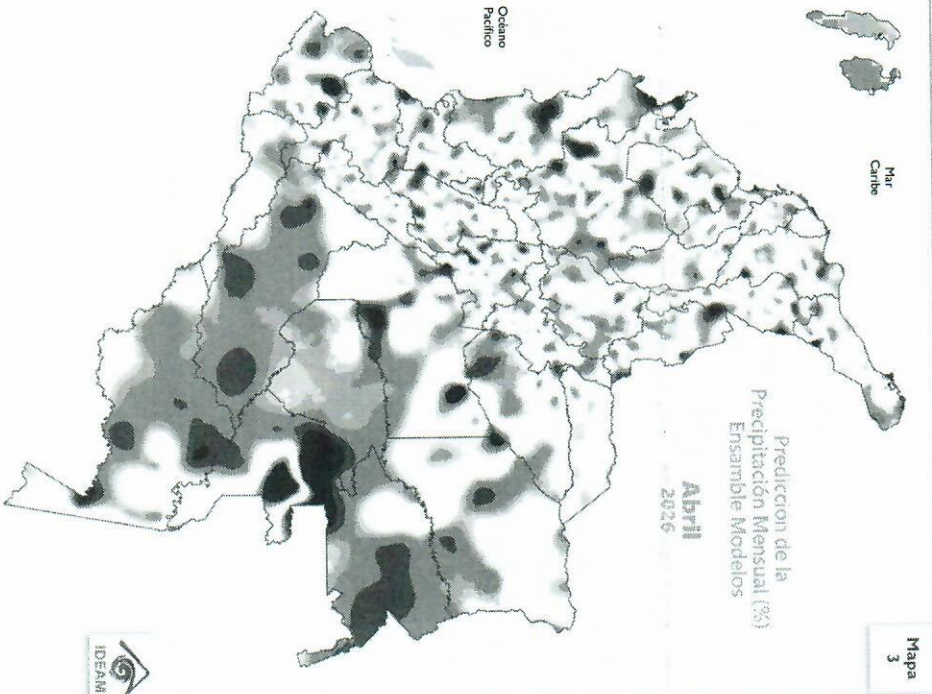 Mapa
3
Predicción de la
Precipitación Mensual (%)
Ensamble Modelos
Abril
2026
Mar
Caribe
Océano
Pacífico
IDEAM